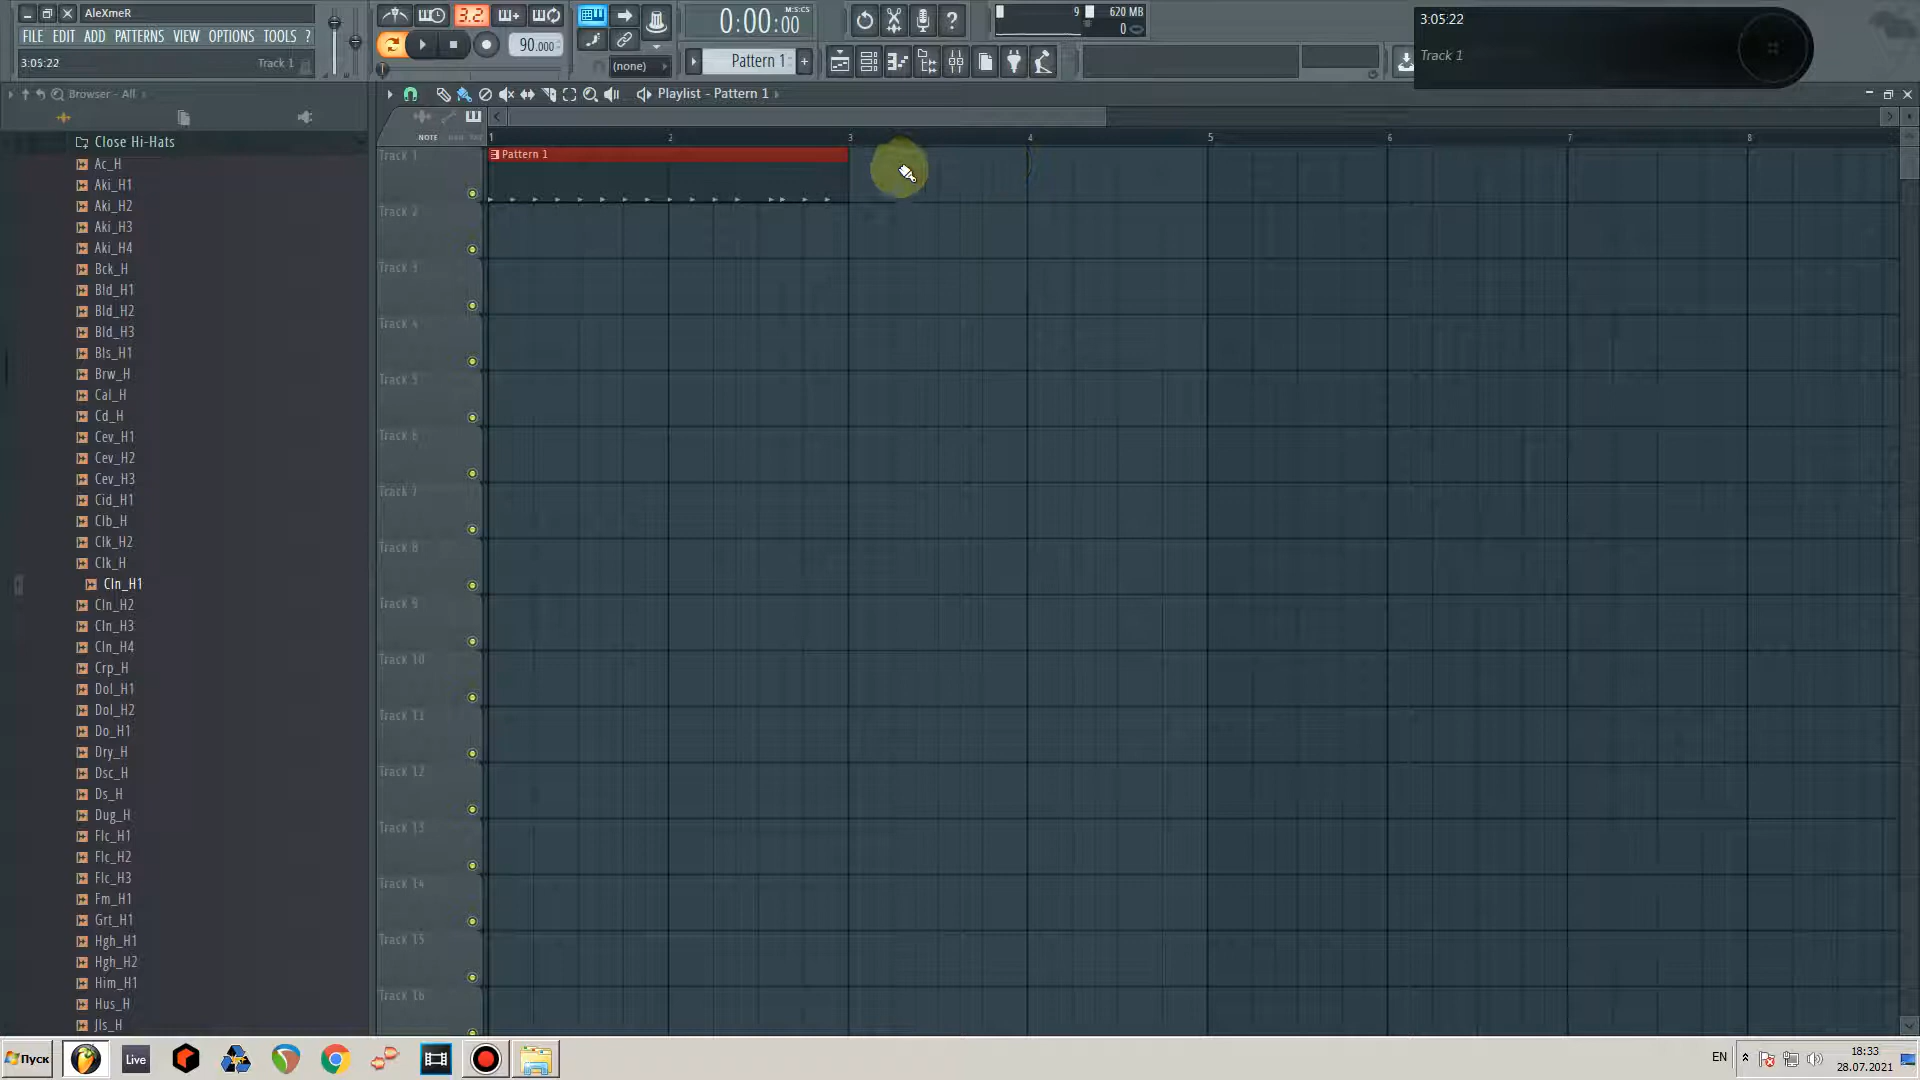 AleXmeR
FILE EDIT ADD PATTERNS VIEW OPTIONS TOOLS ?
3:05:22 Track 1
3.2
90.000
0:00:00
M:S:CS
(none)
Pattern 1
9 620 MB
0
3:05:22
Track 1
Browser - All
Playlist - Pattern 1
NOTE
1 2 3 4 5 6 7 8
Pattern 1
Track 1
Track 2
Track 3
Track 4
Track 5
Track 6
Track 7
Track 8
Track 9
Track 10
Track 11
Track 12
Track 13
Track 14
Track 15
Track 16
Close Hi-Hats
Ac_H
Aki_H1
Aki_H2
Aki_H3
Aki_H4
Bck_H
Bld_H1
Bld_H2
Bld_H3
Bls_H1
Brw_H
Cal_H
Cd_H
Cev_H1
Cev_H2
Cev_H3
Cid_H1
Clb_H
Clk_H2
Clk_H
Cln_H1
Cln_H2
Cln_H3
Cln_H4
Crp_H
Dol_H1
Dol_H2
Do_H1
Dry_H
Dsc_H
Ds_H
Dug_H
Flc_H1
Flc_H2
Flc_H3
Fm_H1
Grt_H1
Hgh_H1
Hgh_H2
Him_H1
Hus_H
Jls_H
Пуск
Live
EN
18:33
28.07.2021